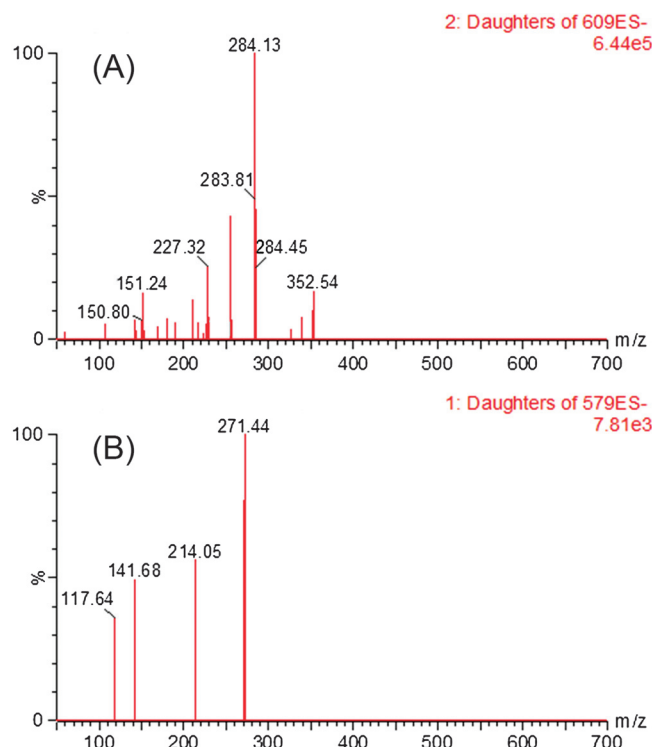 2: Daughters of 609ES-
6.44e5
(A)
100
284.13
283.81
%
227.32
284.45
151.24
352.54
150.80
0
m/z
100 200 300 400 500 600 700
1: Daughters of 579ES-
7.81e3
(B)
100
271.44
214.05
141.68
%
117.64
0
m/z
100 200 300 400 500 600 700